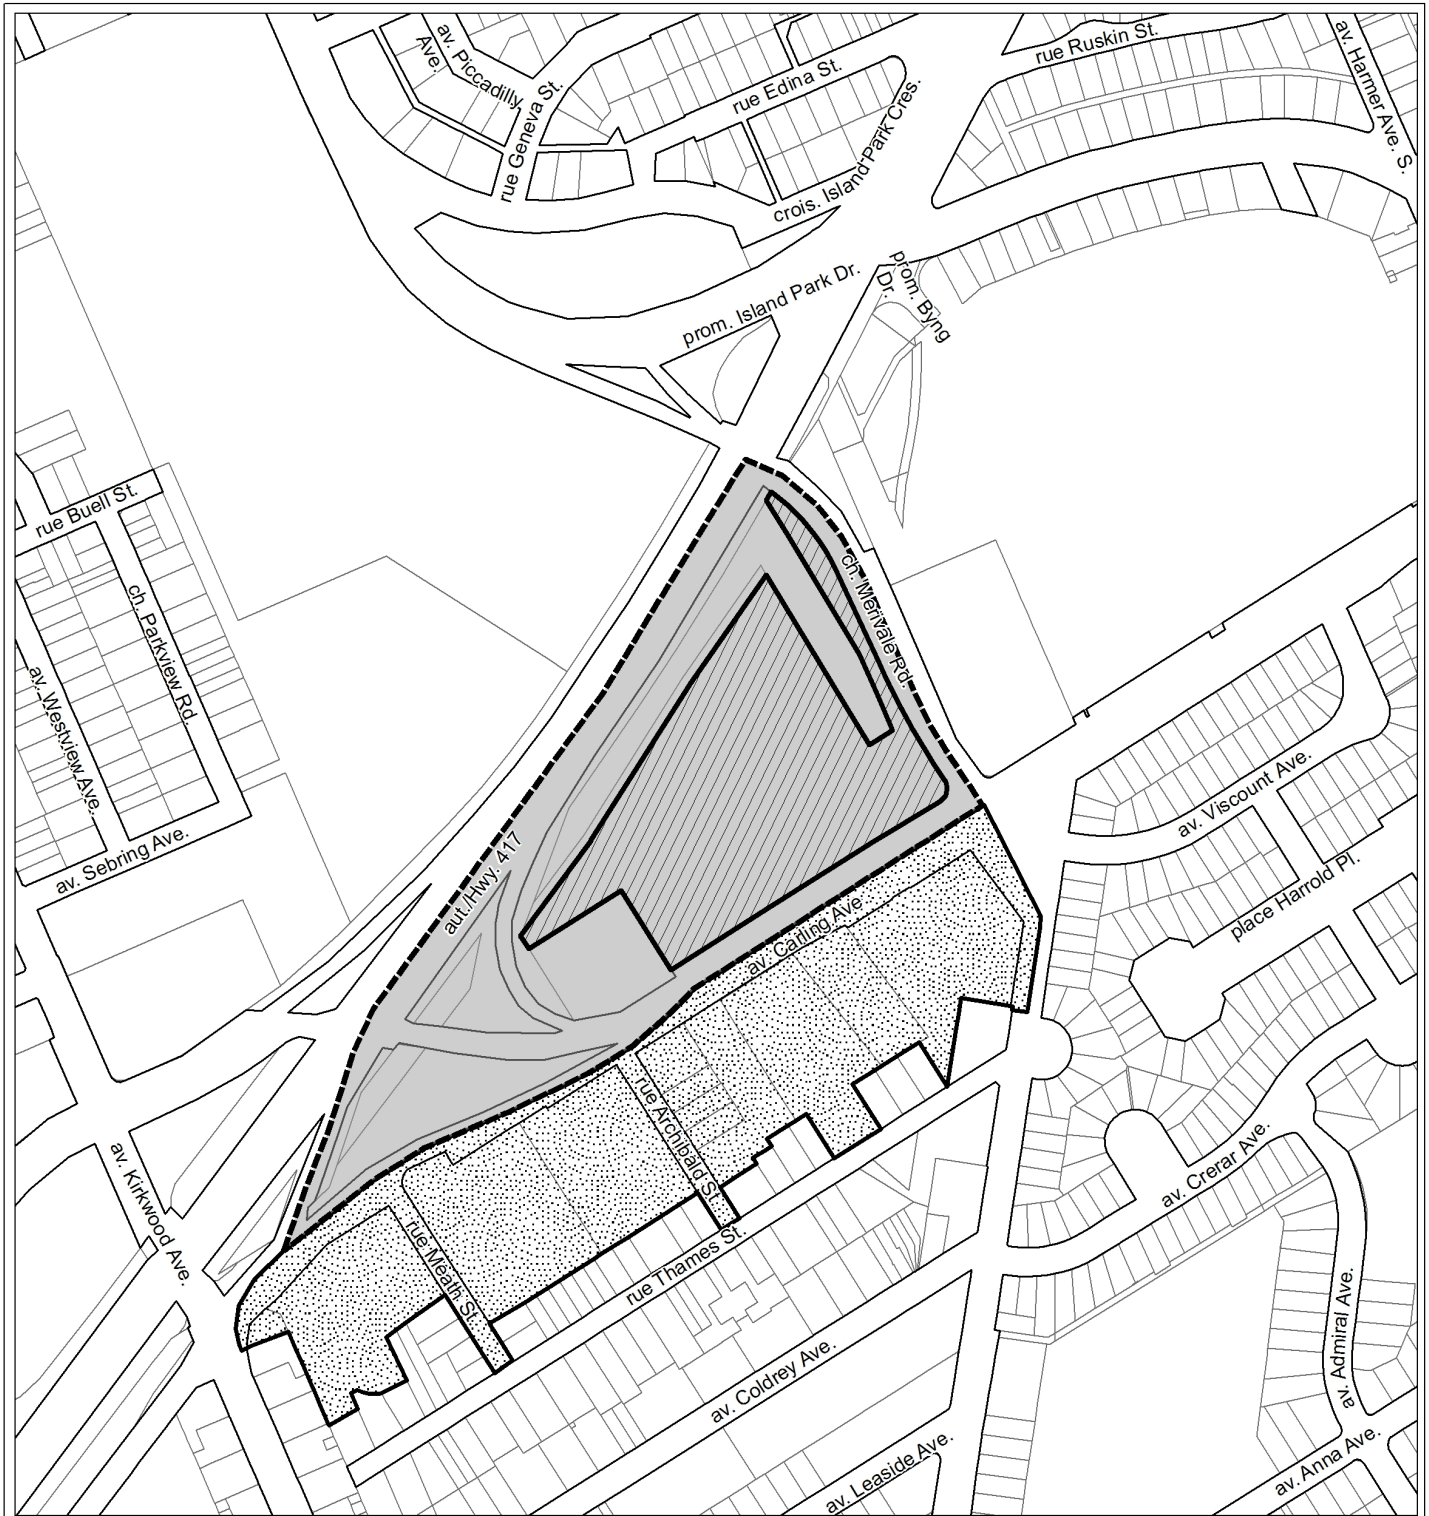 av. Piccadilly
Ave.
rue Ruskin St.
av. Harmer Ave. S.
rue Edina St.
rue Geneva St.
crois. Island Park Cres.
prom. Island Park Dr.
prom. Byng
Dr.
rue Buell St.
ch. Parkview Rd.
ch. Merivale Rd.
av. Westview Ave.
av. Sebring Ave.
aut./Hwy. 417
av. Viscount Ave.
place Harrold Pl.
av. Carling Ave
rue Archibald St.
av. Kirkwood Ave.
av. Crerar Ave.
rue Meath St.
rue Thames St.
av. Admiral Ave.
av. Coldrey Ave.
av. Leaside Ave.
av. Anna Ave.